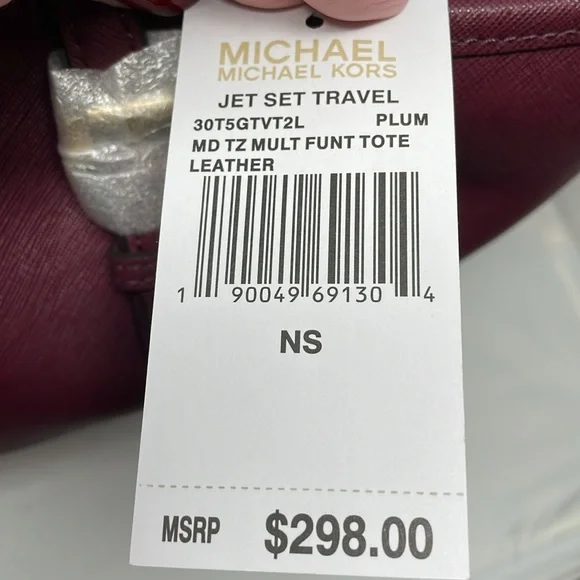 MICHAEL
MICHAEL KORS
JET SET TRAVEL
30T5GTVT2L PLUM
MD TZ MULT FUNT TOTE
LEATHER
1 90049 69130 4
NS
MSRP $298.00